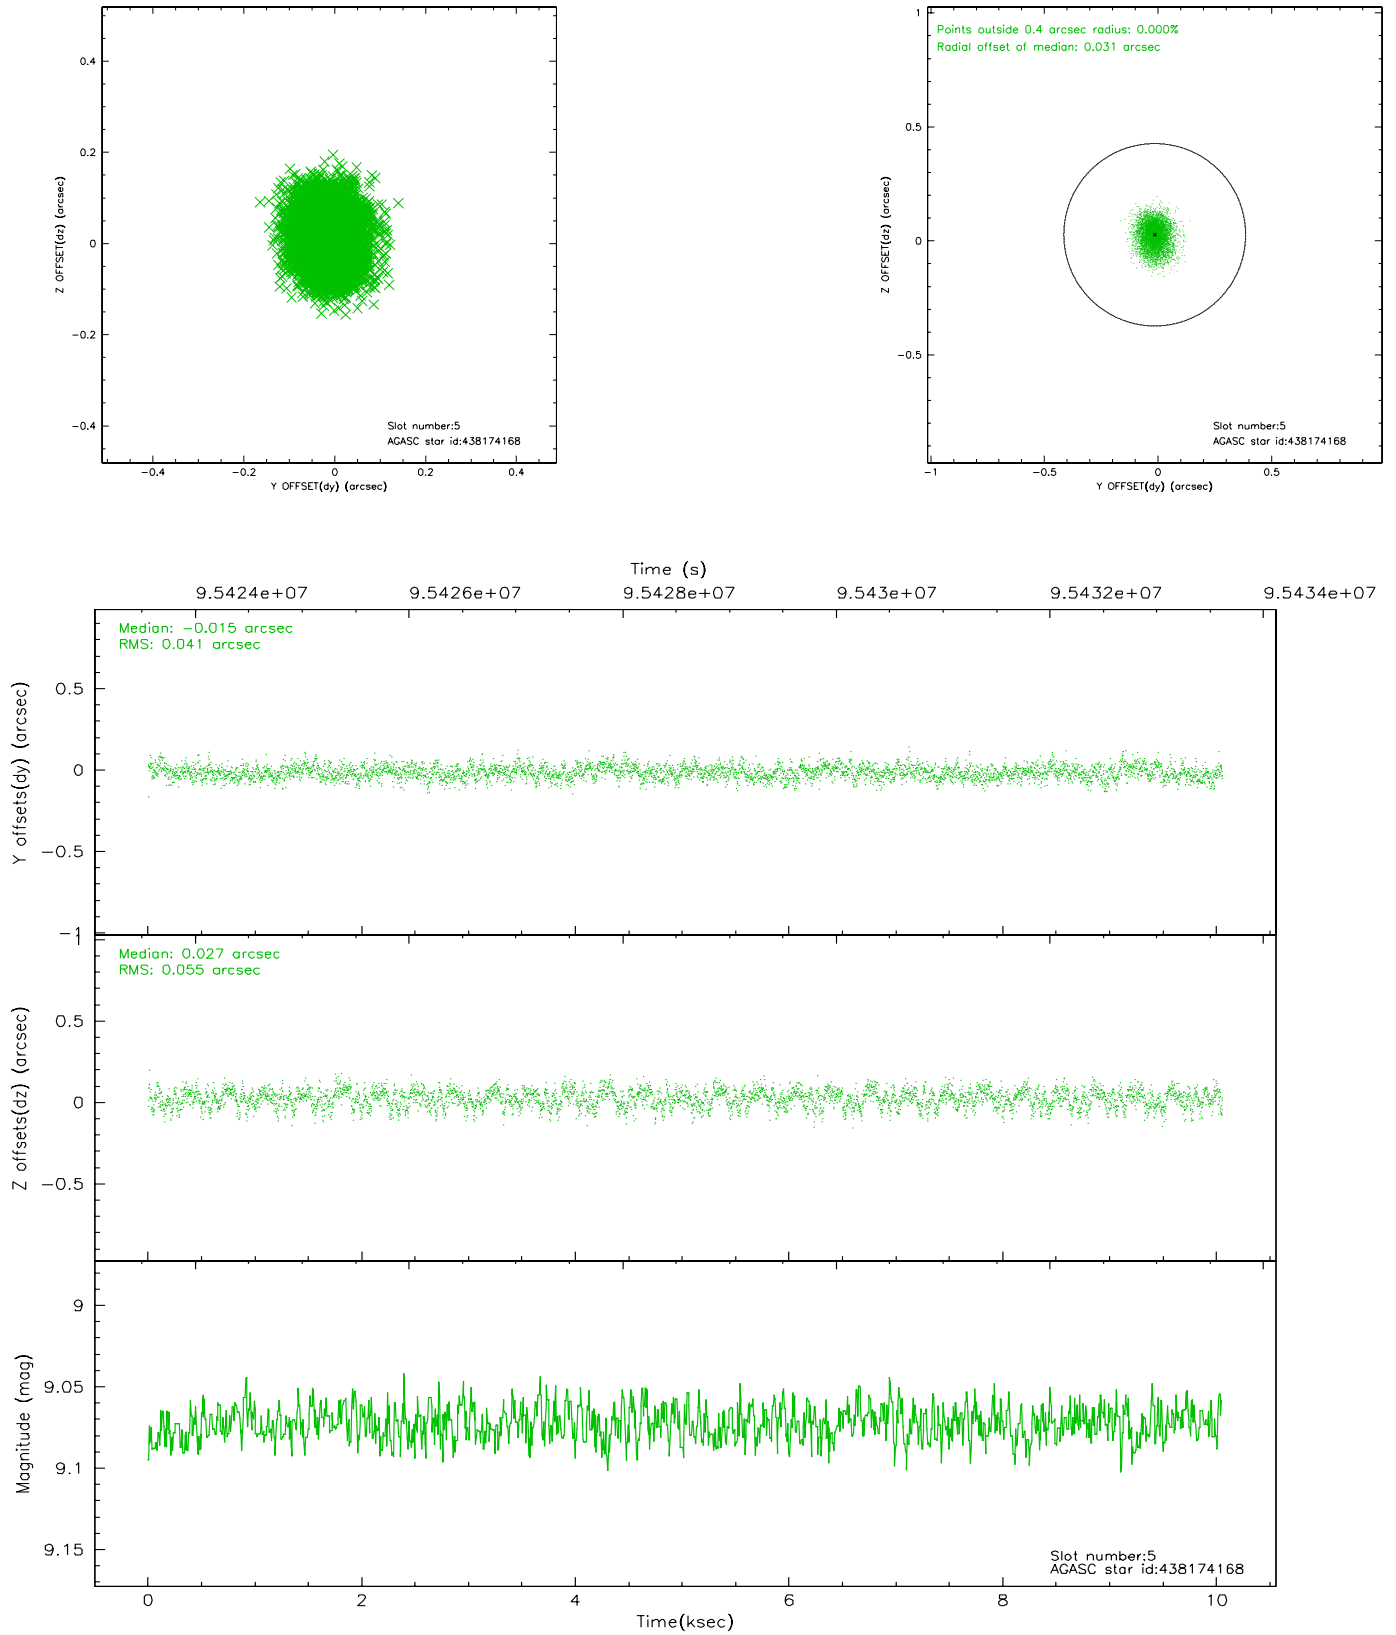 0.4
0.2
0
−0.2
−0.4
Z OFFSET(dz) (arcsec)
Slot number:5
AGASC star id:438174168
−0.4 −0.2 0 0.2 0.4
Y OFFSET(dy) (arcsec)
Points outside 0.4 arcsec radius: 0.000%
Radial offset of median: 0.031 arcsec
1
0.5
0
−0.5
Z OFFSET(dz) (arcsec)
Slot number:5
AGASC star id:438174168
−1 −0.5 0 0.5
Y OFFSET(dy) (arcsec)
Time (s)
9.5424e+07 9.5426e+07 9.5428e+07 9.543e+07 9.5432e+07 9.5434e+07
Median: −0.015 arcsec
RMS: 0.041 arcsec
0.5
0
−0.5
−1
Y offsets(dy) (arcsec)
Median: 0.027 arcsec
RMS: 0.055 arcsec
1
0.5
0
−0.5
Z offsets(dz) (arcsec)
9
9.05
9.1
9.15
Magnitude (mag)
Slot number:5
AGASC star id:438174168
0 2 4 6 8 10
Time(ksec)